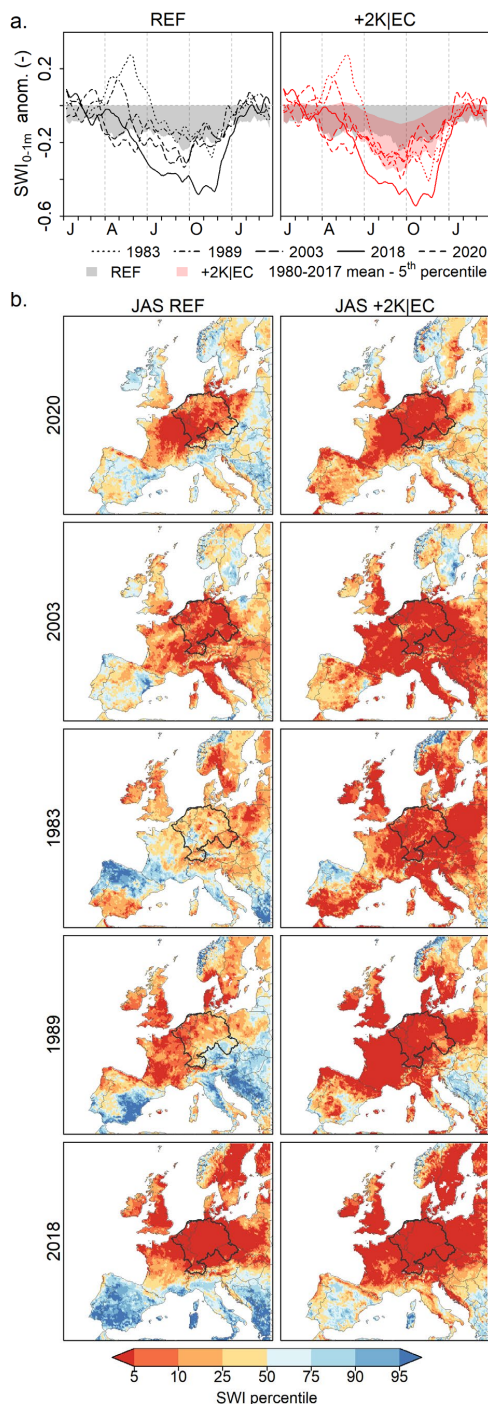 a.
REF
+2K|EC
SWI0-1m anom. (-)
0.2
-0.2
-0.6
J A J O J
J A J O J
1983 1989 2003 2018 2020
REF +2K|EC 1980-2017 mean - 5th percentile
b.
JAS REF
JAS +2K|EC
2020
2003
1983
1989
2018
5 10 25 50 75 90 95
SWI percentile